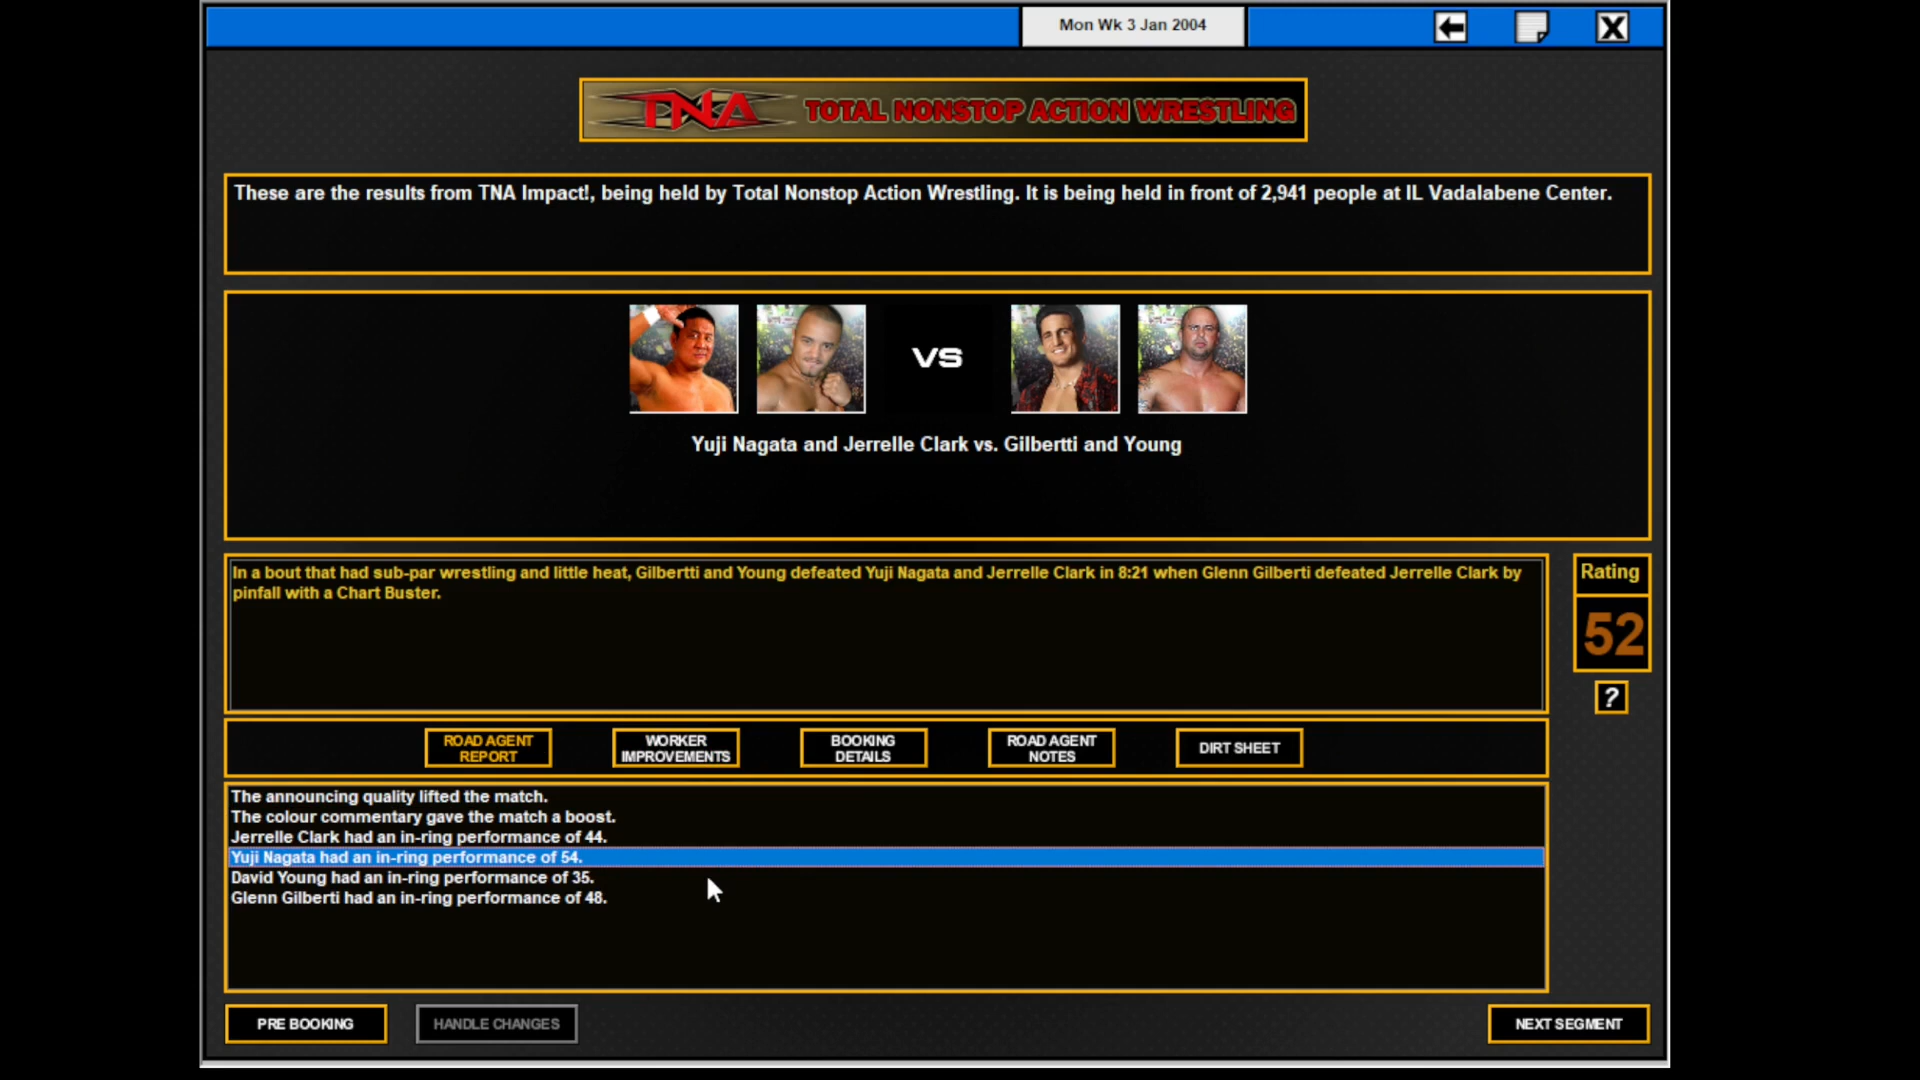 Mon Wk 3 Jan 2004
TNA TOTAL NONSTOP ACTION WRESTLING
These are the results from TNA Impact!, being held by Total Nonstop Action Wrestling. It is being held in front of 2,941 people at IL Vadalabene Center.
VS
Yuji Nagata and Jerrelle Clark vs. Gilbertti and Young
In a bout that had sub-par wrestling and little heat, Gilbertti and Young defeated Yuji Nagata and Jerrelle Clark in 8:21 when Glenn Gilberti defeated Jerrelle Clark by
pinfall with a Chart Buster.
Rating
52
?
ROAD AGENT
REPORT
WORKER
IMPROVEMENTS
BOOKING
DETAILS
ROAD AGENT
NOTES
DIRT SHEET
The announcing quality lifted the match.
The colour commentary gave the match a boost.
Jerrelle Clark had an in-ring performance of 44.
Yuji Nagata had an in-ring performance of 54.
David Young had an in-ring performance of 35.
Glenn Gilberti had an in-ring performance of 48.
PRE BOOKING
HANDLE CHANGES
NEXT SEGMENT